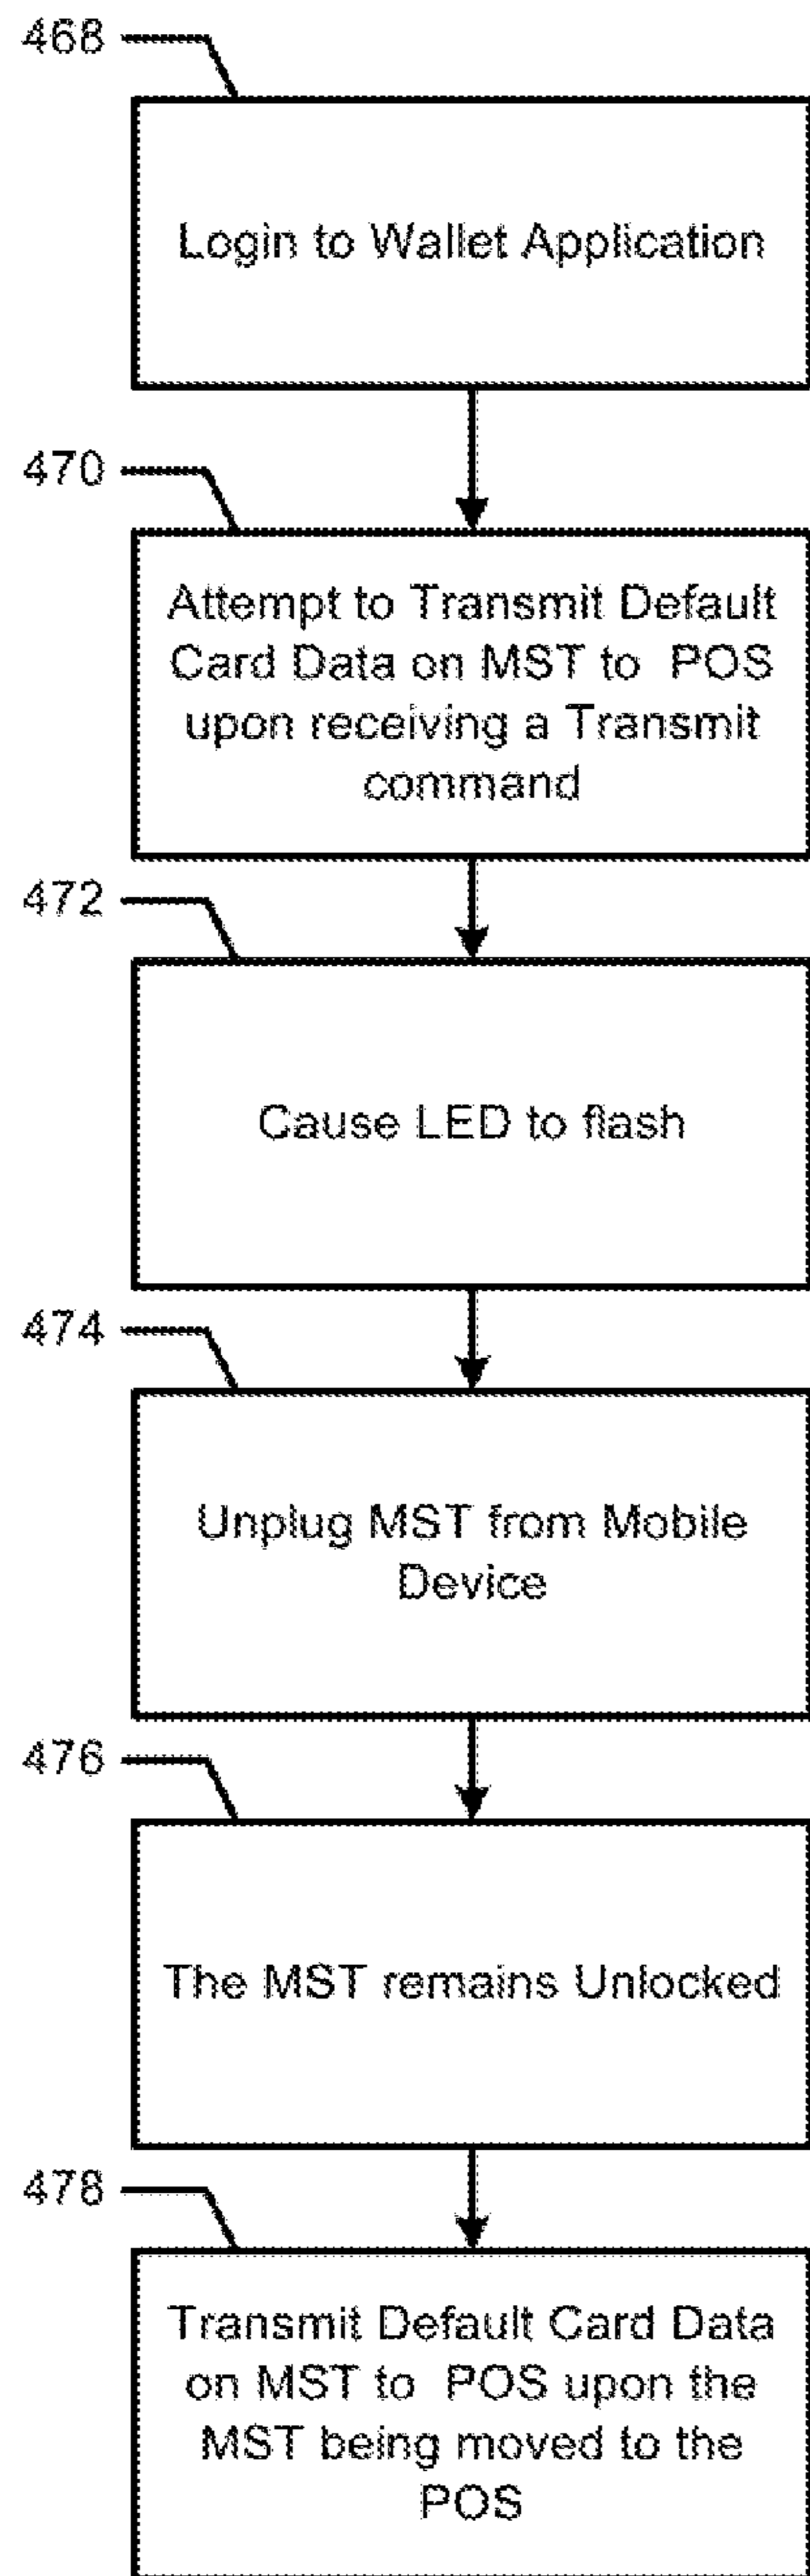 468
Login to Wallet Application
470
Attempt to Transmit Default
Card Data on MST to POS
upon receiving a Transmit
command
472
Cause LED to flash
474
Unplug MST from Mobile
Device
476
The MST remains Unlocked
478
Transmit Default Card Data
on MST to POS upon the
MST being moved to the
POS